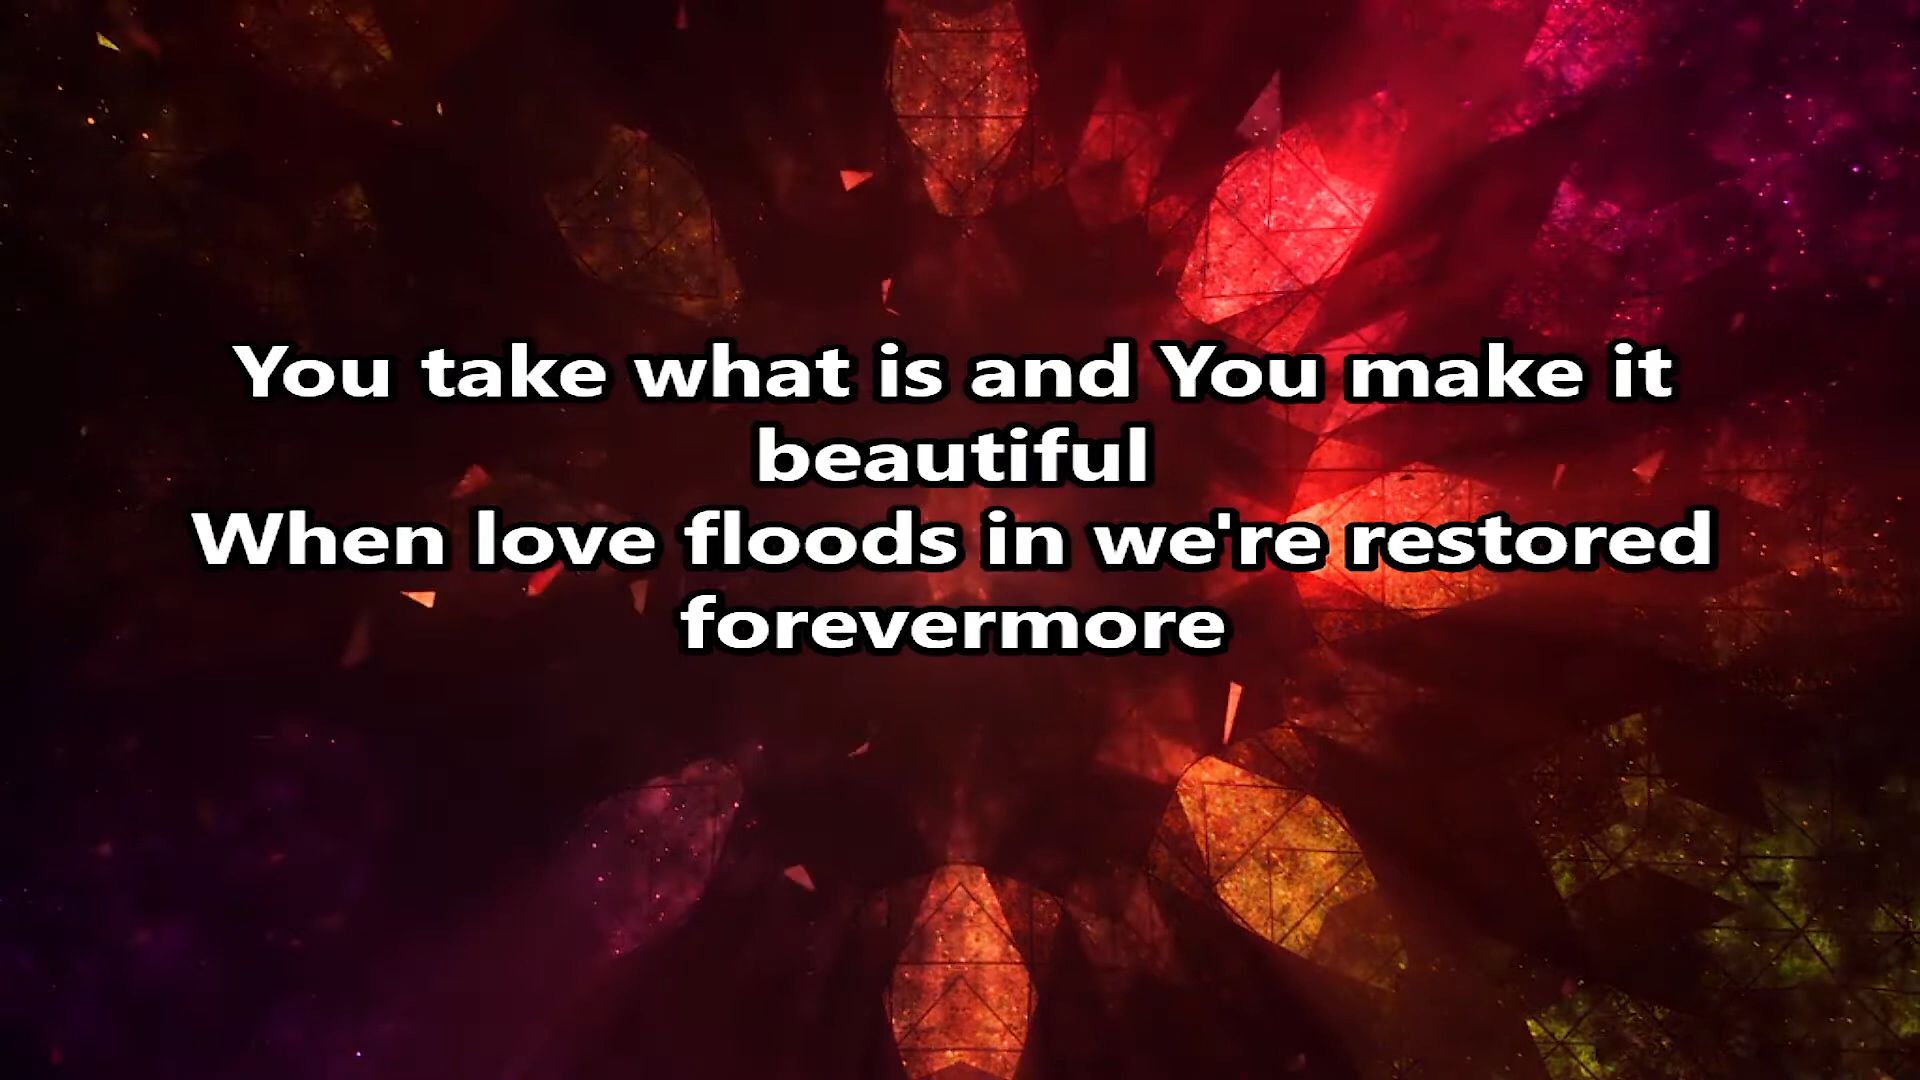 You take what is and You make it
beautiful
When love floods in we're restored
forevermore